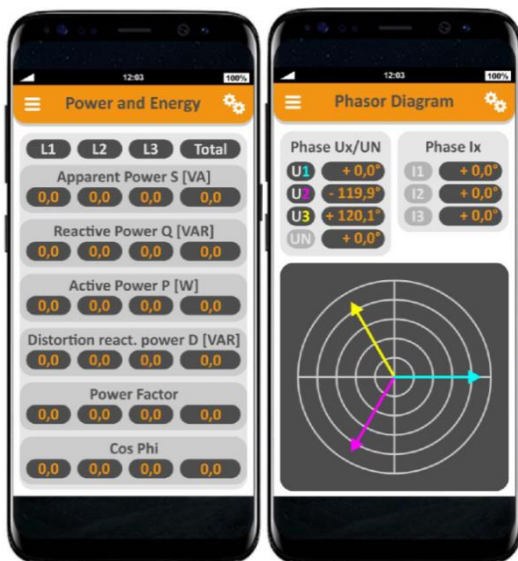 12:03 100%
Power and Energy
L1 L2 L3 Total
Apparent Power S [VA]
0,0 0,0 0,0 0,0
Reactive Power Q [VAR]
0,0 0,0 0,0 0,0
Active Power P [W]
0,0 0,0 0,0 0,0
Distortion react. power D [VAR]
0,0 0,0 0,0 0,0
Power Factor
0,0 0,0 0,0 0,0
Cos Phi
0,0 0,0 0,0 0,0
12:03 100%
Phasor Diagram
Phase Ux/UN
U1 + 0,0°
U2 - 119,9°
U3 + 120,1°
UN + 0,0°
Phase Ix
I1 + 0,0°
I2 + 0,0°
I3 + 0,0°